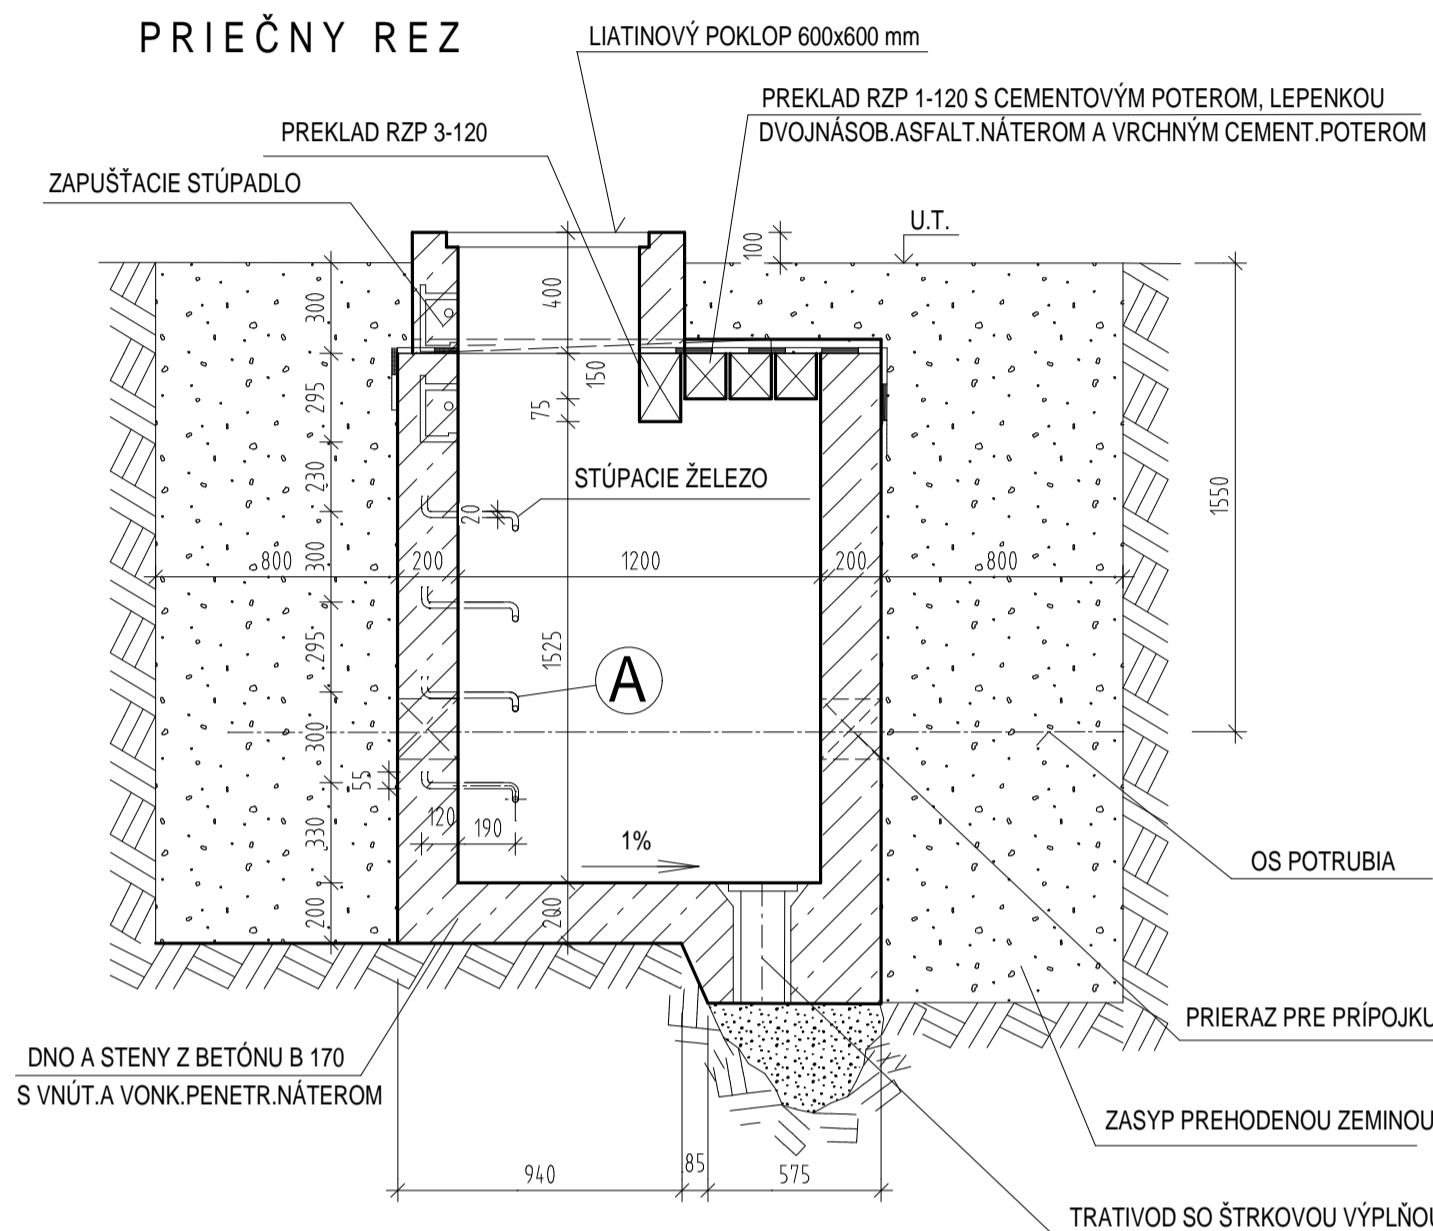 PRIEČNY REZ
LIATINOVÝ POKLOP 600x600 mm
PREKLAD RZP 1-120 S CEMENTOVÝM POTEROM, LEPENKOU
DVOJNÁSOB.ASFALT.NÁTEROM A VRCHNÝM CEMENT.POTEROM
PREKLAD RZP 3-120
ZAPUŠŤACIE STÚPADLO
U.T.
100
300
400
150
295
75
STÚPACIE ŽELEZO
230
20
1550
800
300
200
1200
200
800
295
1525
A
300
55
120
190
330
1%
OS POTRUBIA
200
200
PRIERAZ PRE PRÍPOJKU
DNO A STENY Z BETÓNU B 170
S VNÚT.A VONK.PENETR.NÁTEROM
ZASYP PREHODENOU ZEMINOU
940
85
575
TRATIVOD SO ŠTRKOVOU VÝPLŇOU